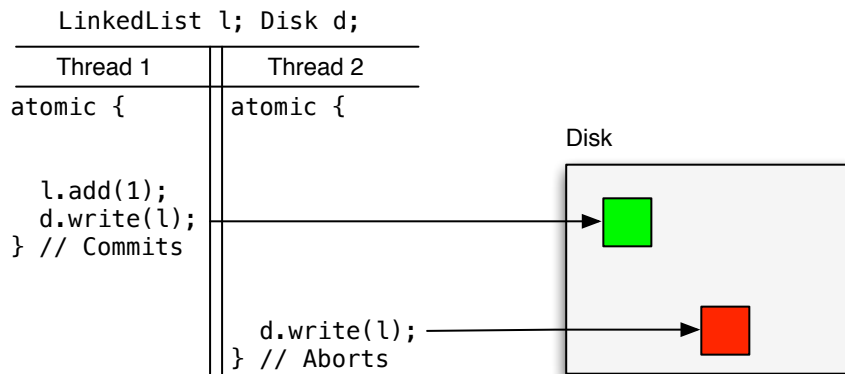 LinkedList l; Disk d;
Thread 1 Thread 2
atomic { atomic {
Disk
l.add(1);
d.write(l);
} // Commits
d.write(l);
} // Aborts